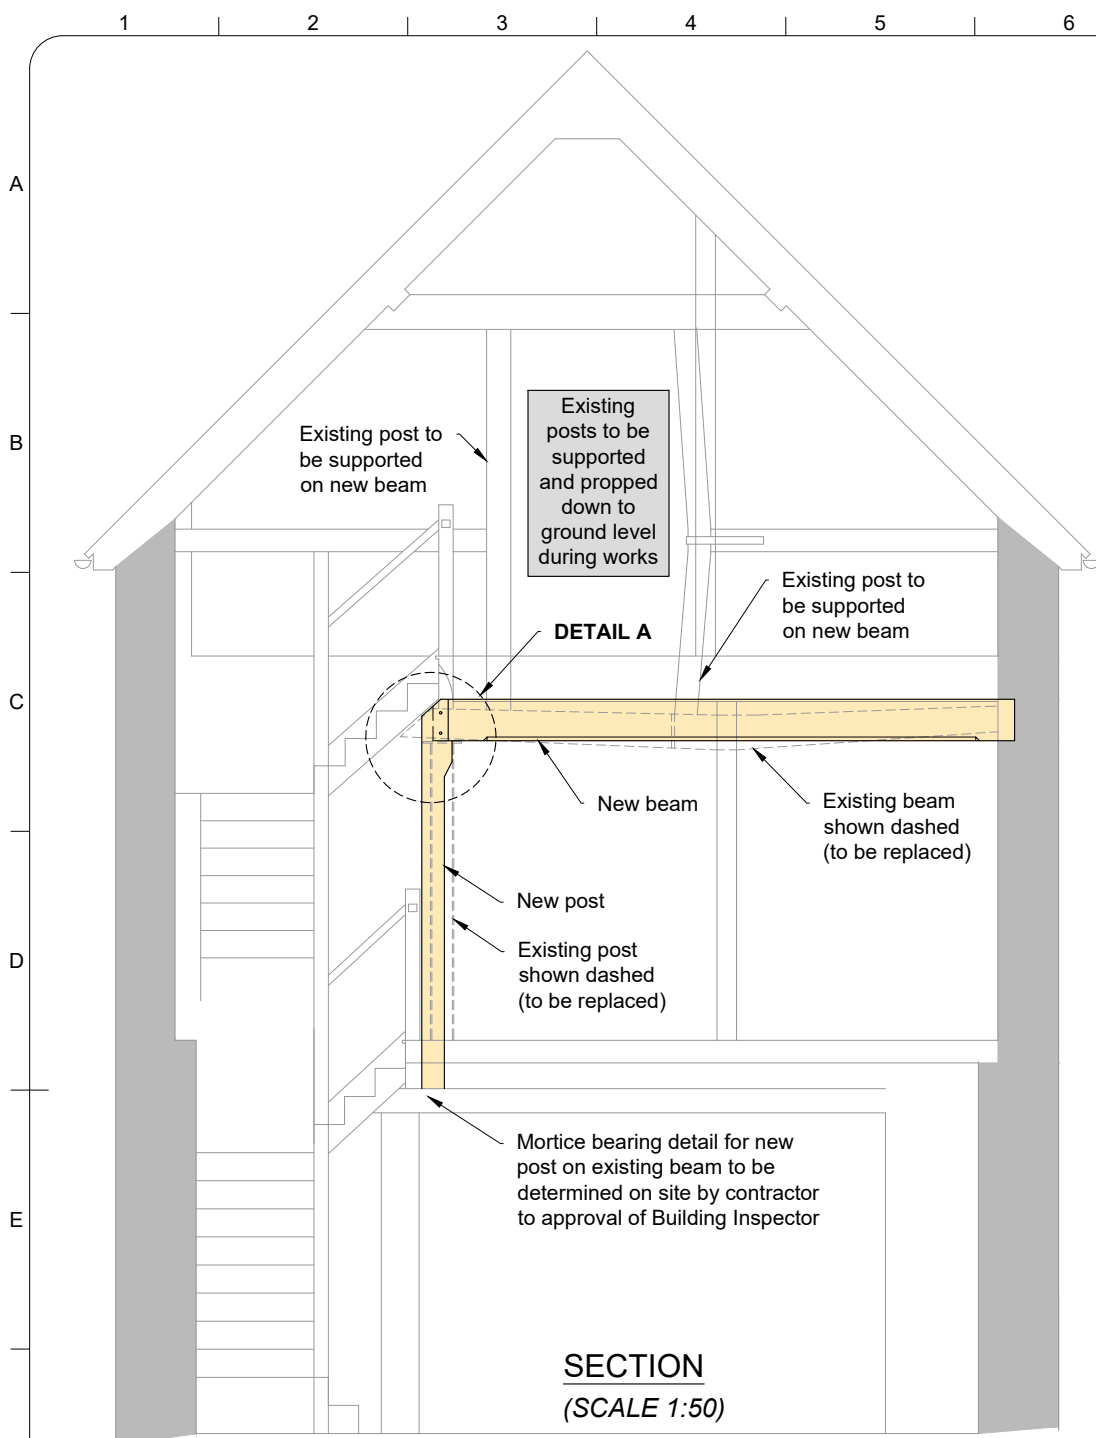 1 2 3 4 5 6
A
B
Existing post to
be supported
on new beam
Existing
posts to be
supported
and propped
down to
ground level
during works
Existing post to
be supported
on new beam
DETAIL A
C
New beam
Existing beam
shown dashed
(to be replaced)
New post
D
Existing post
shown dashed
(to be replaced)
Mortice bearing detail for new
post on existing beam to be
determined on site by contractor
to approval of Building Inspector
E
SECTION
(SCALE 1:50)